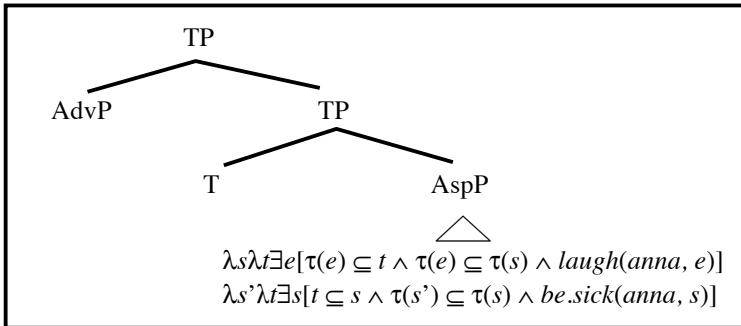 TP
AdvP TP
T AspP
λsλt∃e[τ(e) ⊆ t ∧ τ(e) ⊆ τ(s) ∧ laugh(anna, e)]
λs’λt∃s[t ⊆ s ∧ τ(s’) ⊆ τ(s) ∧ be.sick(anna, s)]